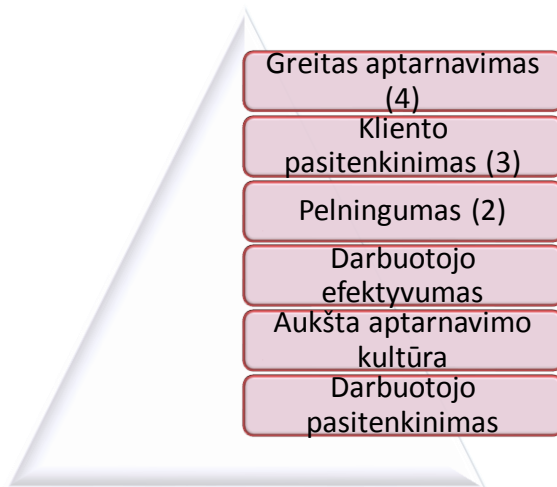 Greitas aptarnavimas
(4)
Kliento
pasitenkinimas (3)
Pelningumas (2)
Darbuotojo
efektyvumas
Aukšta aptarnavimo
kultūra
Darbuotojo
pasitenkinimas